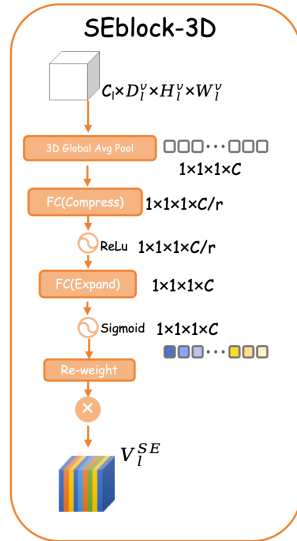 SEblock-3D
C_l×D_l^υ×H_l^υ×W_l^υ
3D Global Avg Pool
1×1×1×C
FC(Compress) 1×1×1×C/r
ReLu 1×1×1×C/r
FC(Expand) 1×1×1×C
Sigmoid 1×1×1×C
Re-weight
×
V_l^{SE}